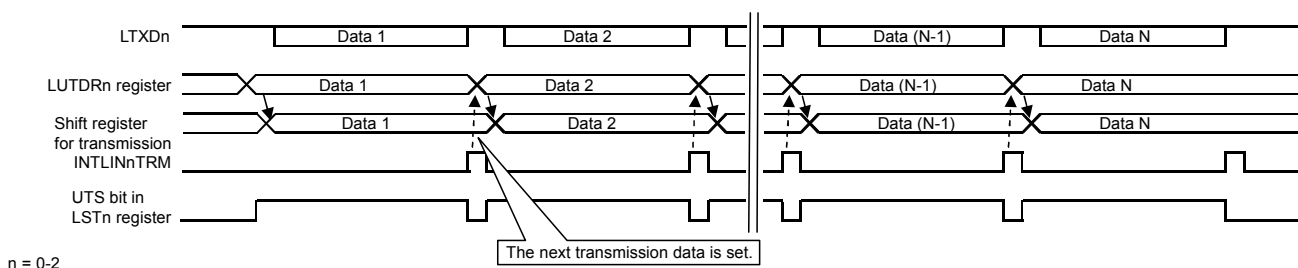 LTXDn
Data 1
Data 2
Data (N-1)
Data N
LUTDRn register
Data 1
Data 2
Data (N-1)
Data N
Shift register
for transmission
Data 1
Data 2
Data (N-1)
Data N
INTLINnTRM
UTS bit in
LSTn register
The next transmission data is set.
n = 0-2